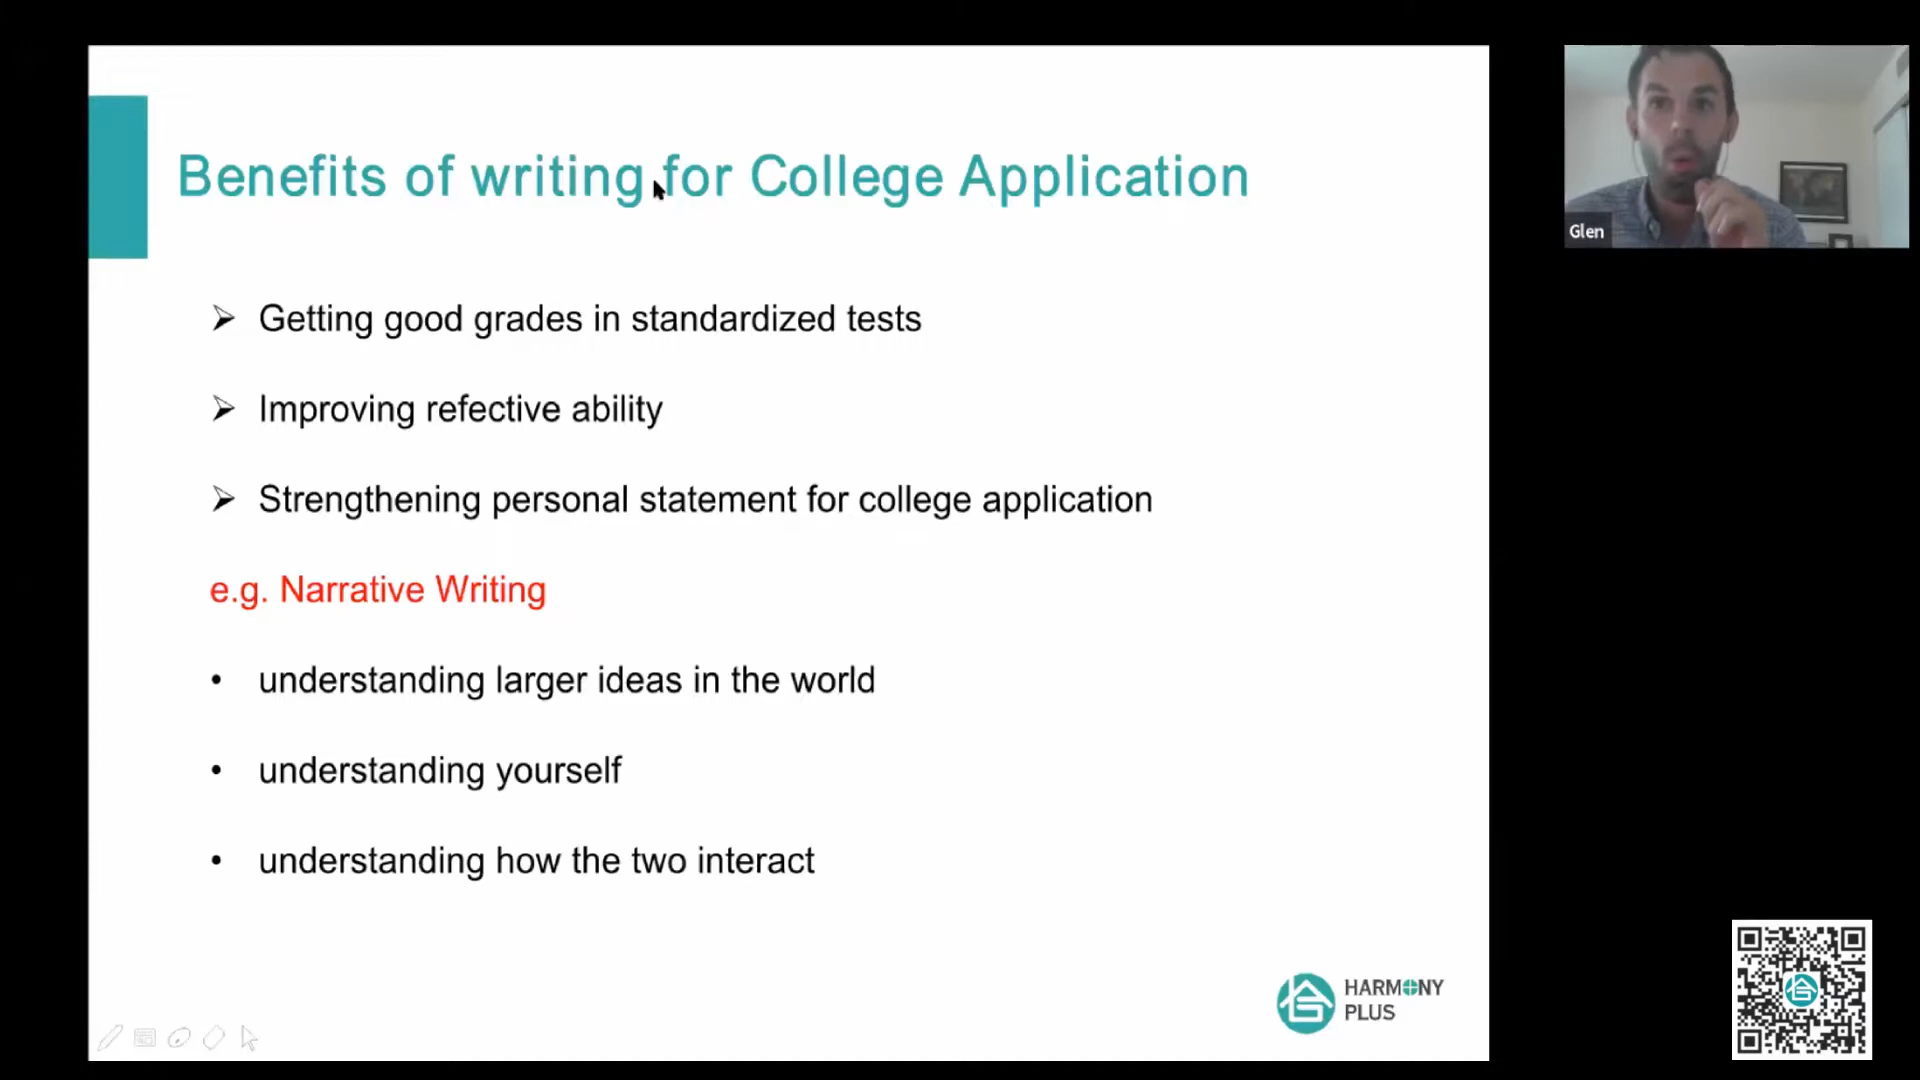 Benefits of writing for College Application
Getting good grades in standardized tests
Improving refective ability
Strengthening personal statement for college application
e.g. Narrative Writing
understanding larger ideas in the world
understanding yourself
understanding how the two interact
HARMONY
PLUS
Glen